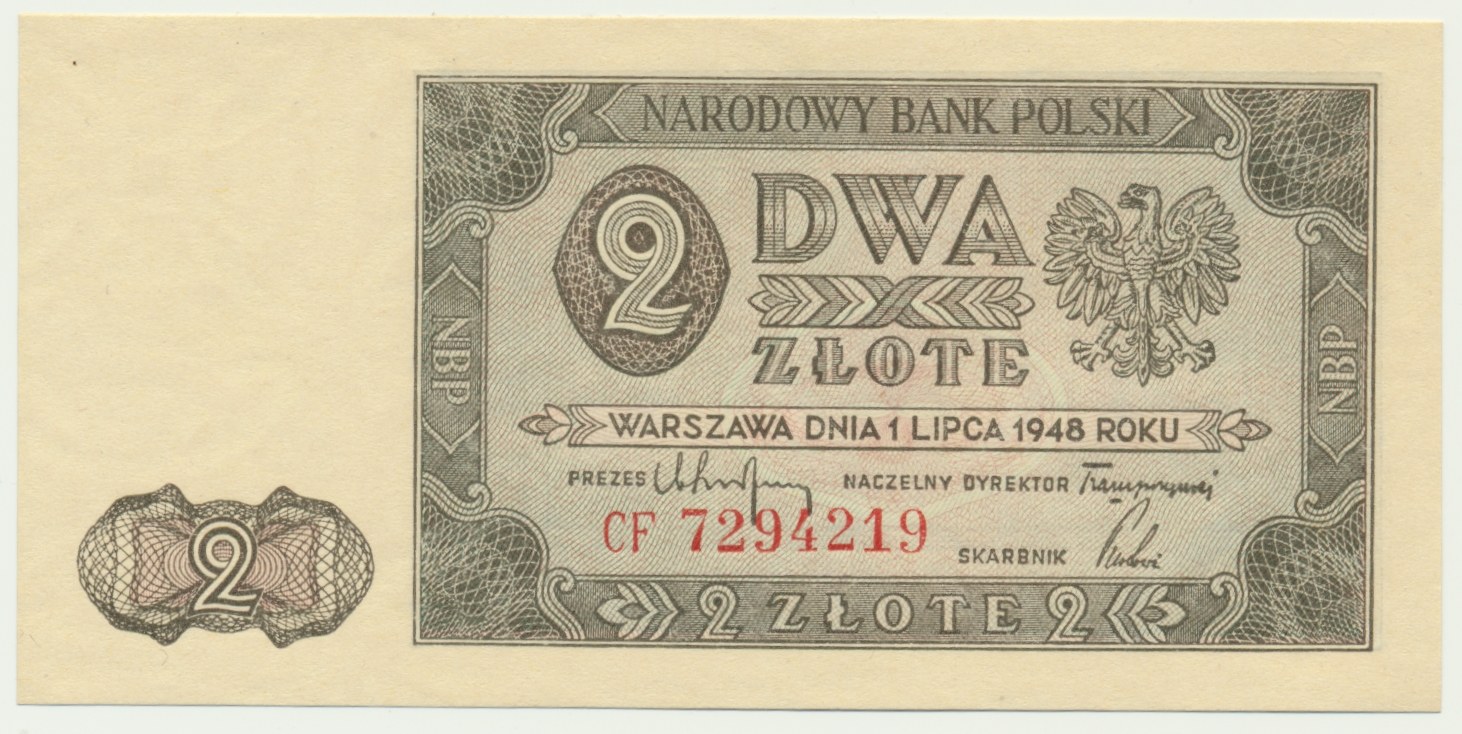 NARODOWY BANK POLSKI
2
DWA
ZŁOTE
NBP
NBP
WARSZAWA DNIA 1 LIPCA 1948 ROKU
PREZES NACZELNY DYREKTOR
CF 7294219
SKARBNIK
2
2 ZŁOTE 2